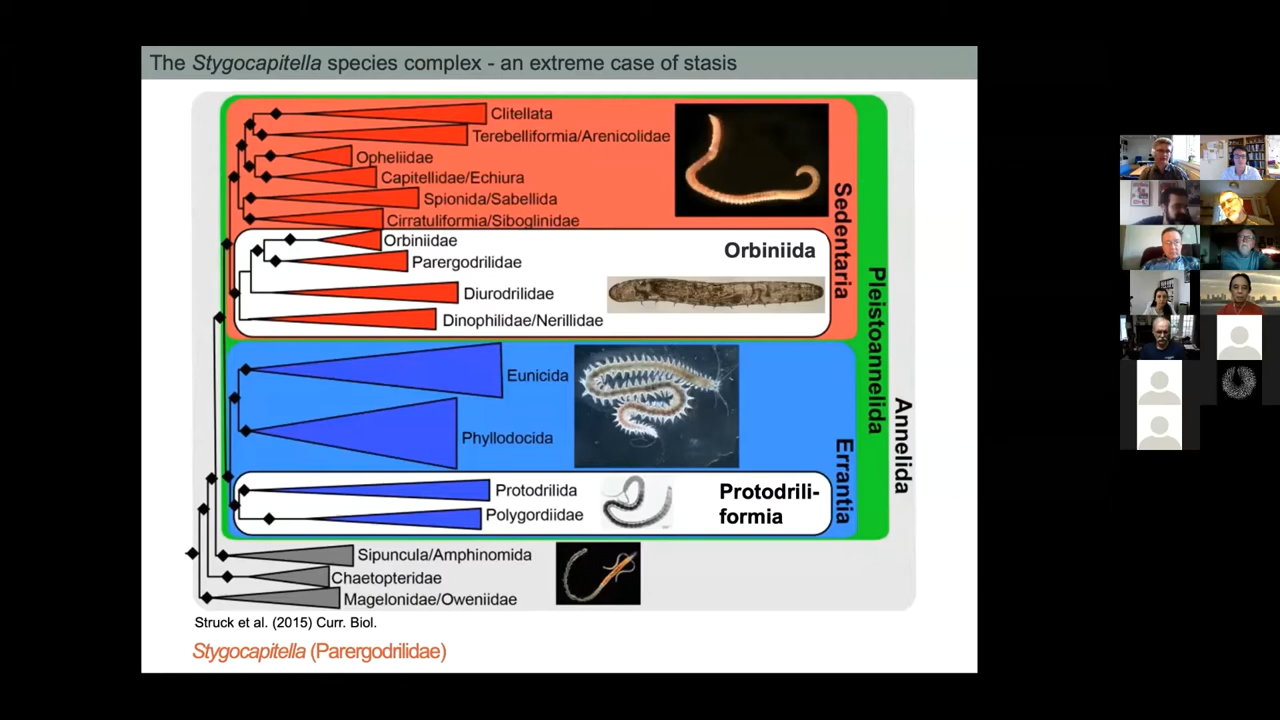 The Stygocapitella species complex - an extreme case of stasis
Clitellata
Terebelliformia/Arenicolidae
Opheliidae
Capitellidae/Echiura
Spionida/Sabellida
Cirratuliformia/Siboglinidae
Orbiniidae
Parergodrilidae
Diurodrilidae
Dinophilidae/Nerillidae
Orbiniida
Sedentaria
Eunicida
Phyllodocida
Protodrilida
Polygordiidae
Protodrili-
formia
Errantia
Pleistoannelida
Annelida
Sipuncula/Amphinomida
Chaetopteridae
Magelonidae/Oweniidae
Struck et al. (2015) Curr. Biol.
Stygocapitella (Parergodrilidae)